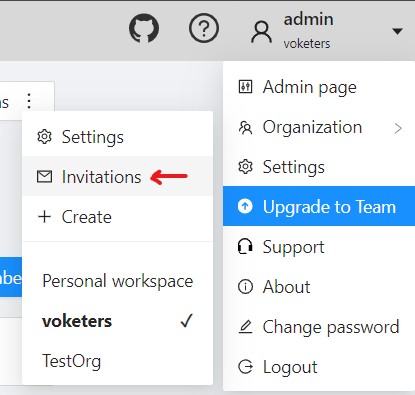 admin
voketers
ns
Settings
Invitations
Create
Personal workspace
voketers
TestOrg
Admin page
Organization
Settings
Upgrade to Team
Support
About
Change password
Logout